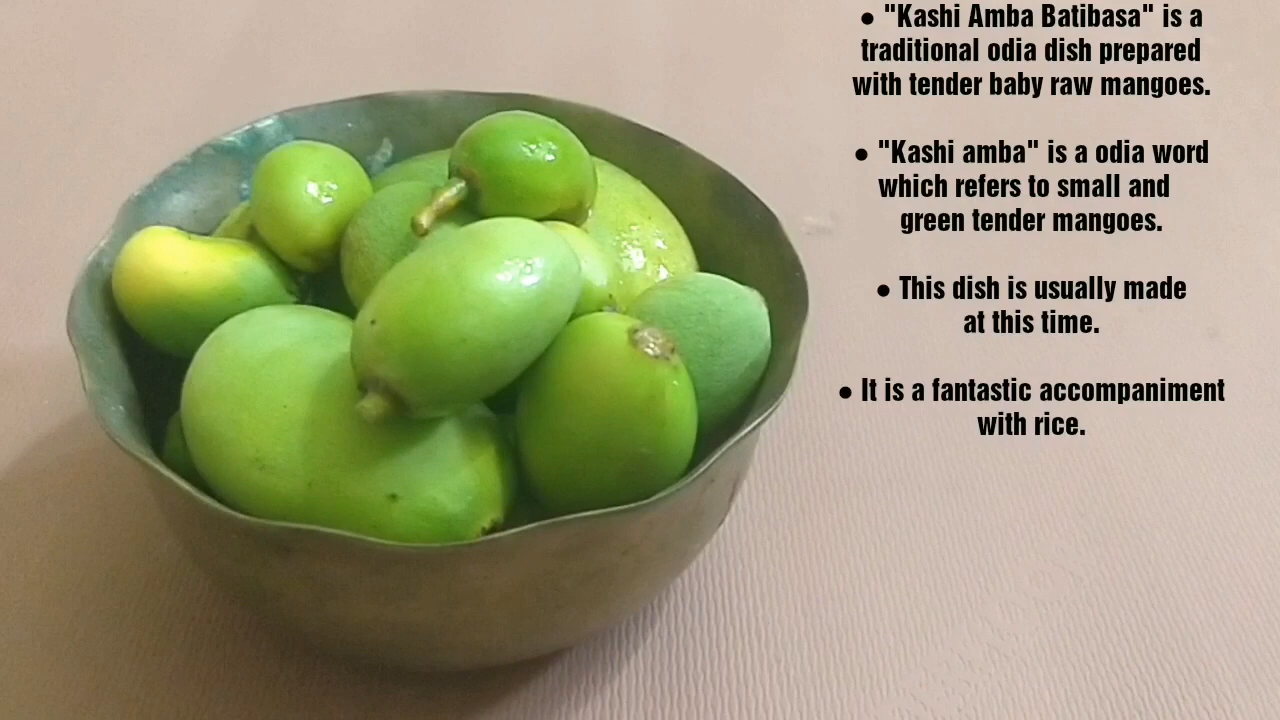 ● "Kashi Amba Batibasa" is a
traditional odia dish prepared
with tender baby raw mangoes.
● "Kashi amba" is a odia word
which refers to small and
green tender mangoes.
● This dish is usually made
at this time.
● It is a fantastic accompaniment
with rice.